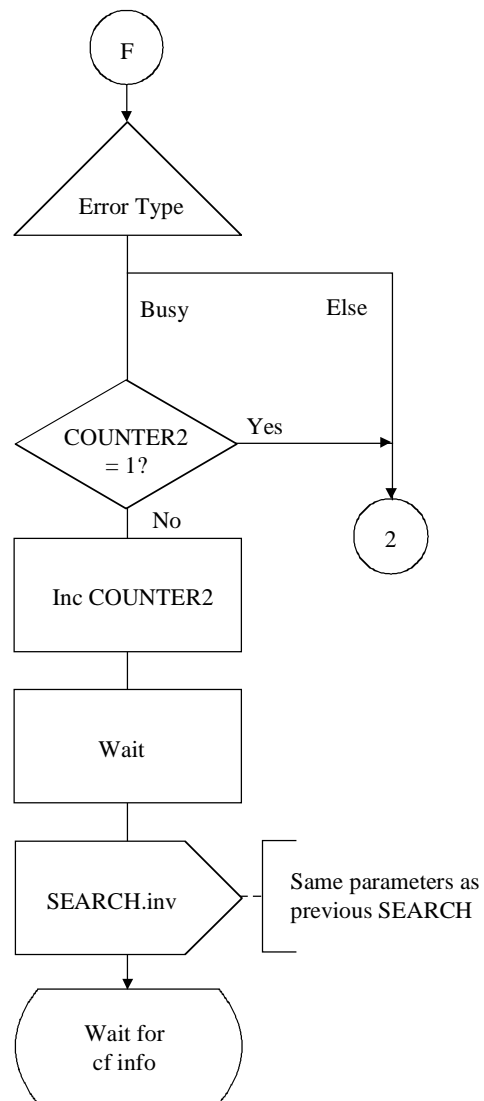 F
Error Type
Busy
Else
COUNTER2
= 1?
Yes
2
No
Inc COUNTER2
Wait
SEARCH.inv
Same parameters as
previous SEARCH
Wait for
cf info